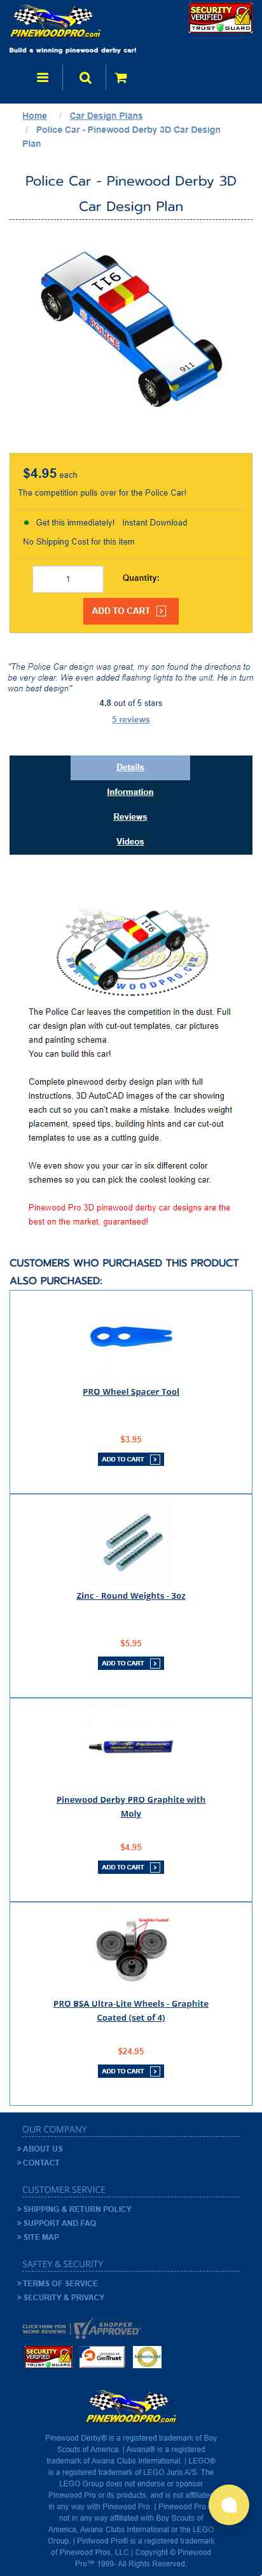 PINEWOODPRO.com
SECURITY
VERIFIED
TRUST GUARD
Build a winning pinewood derby car!
Home / Car Design Plans
/ Police Car - Pinewood Derby 3D Car Design
Plan
Police Car - Pinewood Derby 3D
Car Design Plan
911
POLICE
911
$4.95 each
The competition pulls over for the Police Car!
Get this immediately! Instant Download
No Shipping Cost for this item
1 Quantity:
ADD TO CART
"The Police Car design was great, my son found the directions to
be very clear. We even added flashing lights to the unit. He in turn
won best design"
4.8 out of 5 stars
5 reviews
Details
Information
Reviews
Videos
116
The Police Car leaves the competition in the dust. Full
car design plan with cut-out templates, car pictures
and painting schema.
You can build this car!
Complete pinewood derby design plan with full
instructions, 3D AutoCAD images of the car showing
each cut so you can't make a mistake. Includes weight
placement, speed tips, building hints and car cut-out
templates to use as a cutting guide.
We even show you your car in six different color
schemes so you can pick the coolest looking car.
Pinewood Pro 3D pinewood derby car designs are the
best on the market, guaranteed!
CUSTOMERS WHO PURCHASED THIS PRODUCT
ALSO PURCHASED:
PRO Wheel Spacer Tool
$3.95
ADD TO CART
Zinc - Round Weights - 3oz
$5.95
ADD TO CART
Pinewood Derby PRO Graphite with
Moly
$4.95
ADD TO CART
Graphite Coated
PRO BSA Ultra-Lite Wheels - Graphite
Coated (set of 4)
$24.95
ADD TO CART
OUR COMPANY
> ABOUT US
> CONTACT
CUSTOMER SERVICE
> SHIPPING & RETURN POLICY
> SUPPORT AND FAQ
> SITE MAP
SAFTEY & SECURITY
> TERMS OF SERVICE
> SECURITY & PRIVACY
CLICK HERE FOR
MORE REVIEWS
SHOPPER
APPROVED
SECURITY
VERIFIED
TRUST GUARD
GeoTrust
PINEWOODPRO.com
Pinewood Derby® is a registered trademark of Boy
Scouts of America. | Awana® is a registered
trademark of Awana Clubs International. | LEGO®
is a registered trademark of LEGO Juris A/S. The
LEGO Group does not endorse or sponsor
Pinewood Pro or its products, and is not affiliate
in any way with Pinewood Pro. | Pinewood Pro
not in any way affiliated with Boy Scouts of
America, Awana Clubs International or the LEGO
Group. | Pintwood Pro® is a registered trademark
of Pinewood Pros, LLC | Copyright © Pinewood
Pro™ 1999- All Rights Reserved.